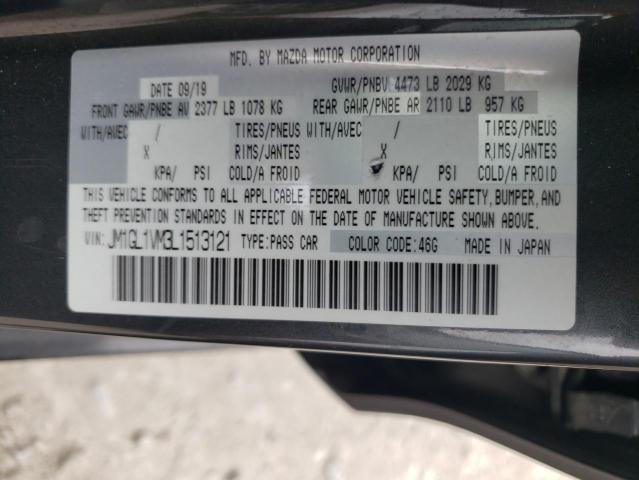 MFD. BY MAZDA MOTOR CORPORATION
DATE 09/19 GVWR/PNBV 4473 LB 2029 KG
FRONT GAWR/PNBE AV 2377 LB 1078 KG REAR GAWR/PNBE AR 2110 LB 957 KG
WITH/AVEC / TIRES/PNEUS WITH/AVEC / TIRES/PNEUS
X RIMS/JANTES X RIMS/JANTES
KPA/ PSI COLD/A FROID KPA/ PSI COLD/A FROID
THIS VEHICLE CONFORMS TO ALL APPLICABLE FEDERAL MOTOR VEHICLE SAFETY, BUMPER, AND
THEFT PREVENTION STANDARDS IN EFFECT ON THE DATE OF MANUFACTURE SHOWN ABOVE.
VIN: JM1GL1VM3L1513121 TYPE:PASS CAR COLOR CODE:46G MADE IN JAPAN